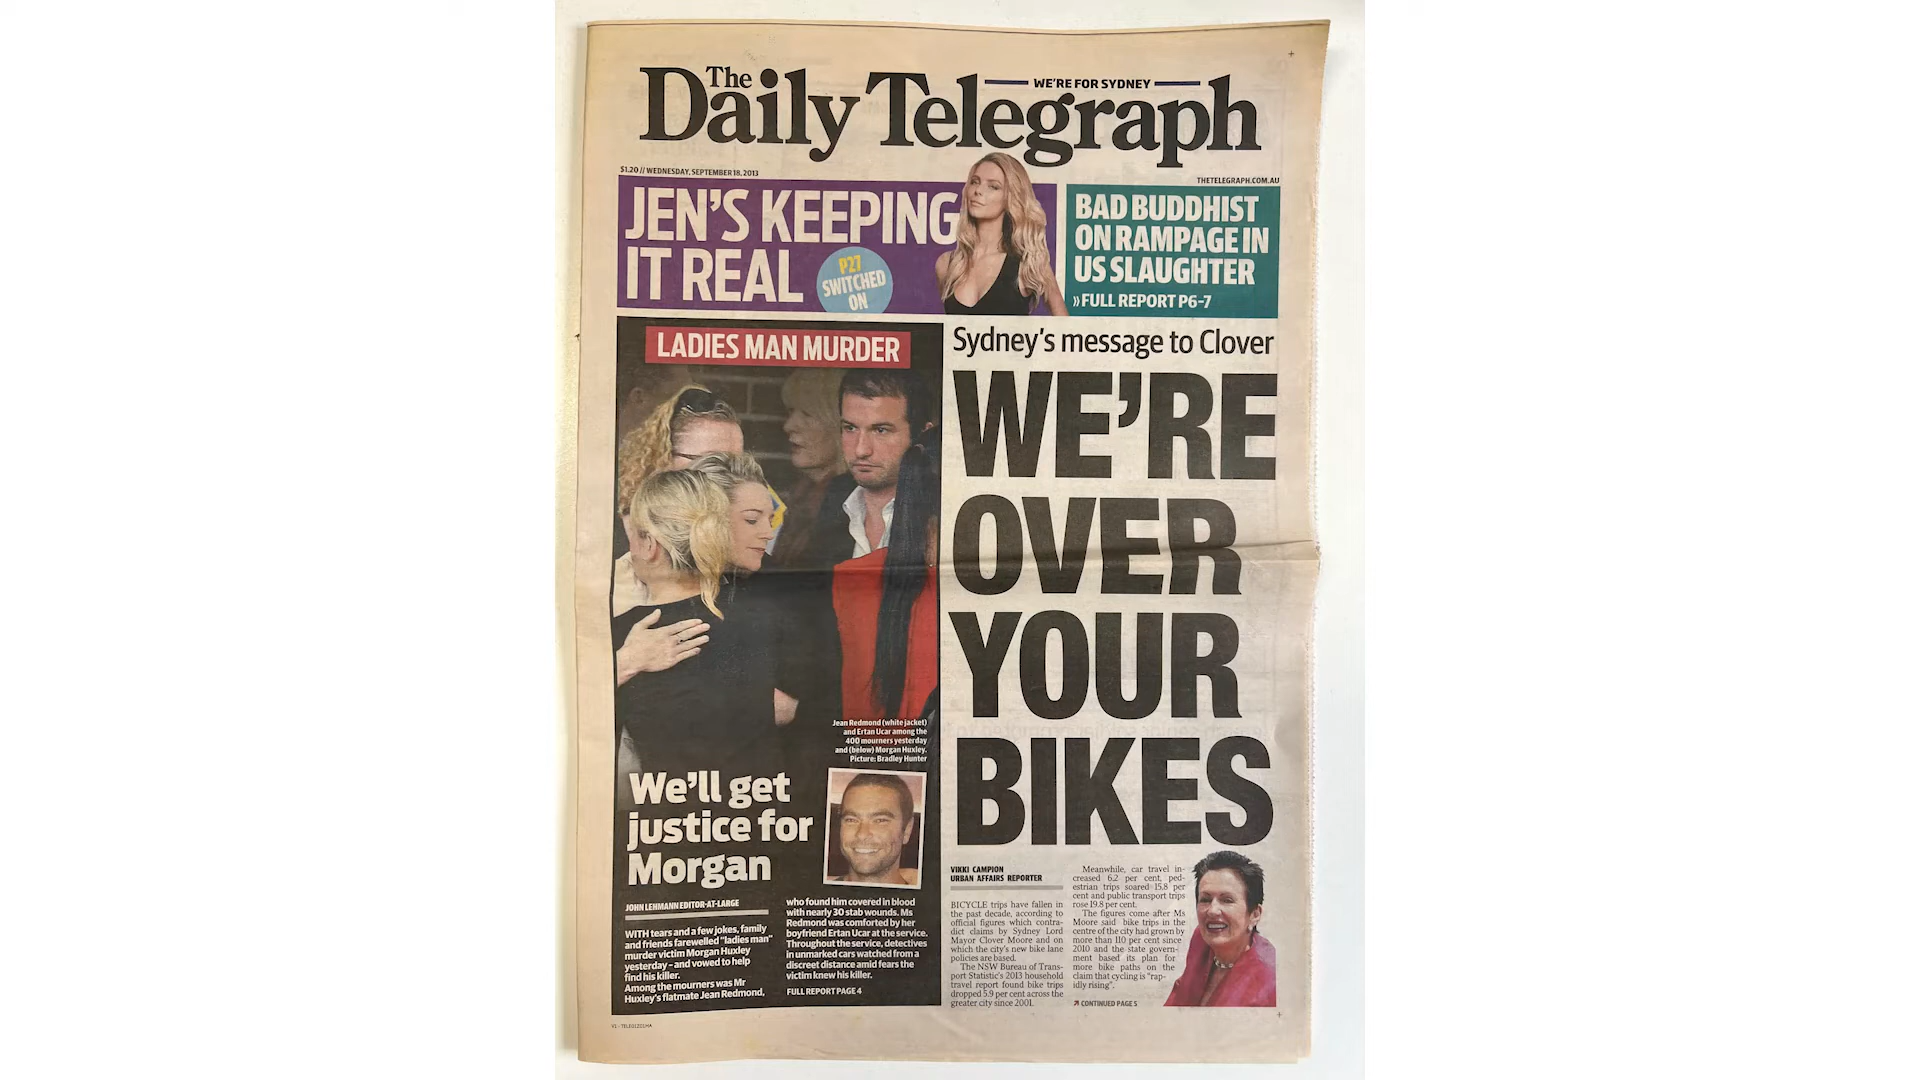 The
Daily Telegraph
WE'RE FOR SYDNEY
$1.20 // WEDNESDAY, SEPTEMBER 18, 2013
THETELEGRAPH.COM.AU
JEN'S KEEPING
IT REAL
P27
SWITCHED
ON
BAD BUDDHIST
ON RAMPAGE IN
US SLAUGHTER
» FULL REPORT P6-7
LADIES MAN MURDER
Jean Redmond (white jacket)
and Ertan Ucar among the
400 mourners yesterday
and (below) Morgan Huxley.
Picture: Bradley Hunter
We'll get
justice for
Morgan
JOHN LEHMANN EDITOR-AT-LARGE
WITH tears and a few jokes, family
and friends farewelled "ladies man"
murder victim Morgan Huxley
yesterday – and vowed to help
find his killer.
Among the mourners was Mr
Huxley's flatmate Jean Redmond,
who found him covered in blood
with nearly 30 stab wounds. Ms
Redmond was comforted by her
boyfriend Ertan Ucar at the service.
Throughout the service, detectives
in unmarked cars watched from a
discreet distance amid fears the
victim knew his killer.
FULL REPORT PAGE 4
Sydney's message to Clover
WE'RE
OVER
YOUR
BIKES
VIKKI CAMPION
URBAN AFFAIRS REPORTER
BICYCLE trips have fallen in
the past decade, according to
official figures which contra-
dict claims by Sydney Lord
Mayor Clover Moore and on
which the city's new bike lane
policies are based.
The NSW Bureau of Trans-
port Statistic's 2013 household
travel report found bike trips
dropped 5.9 per cent across the
greater city since 2001.
Meanwhile, car travel in-
creased 6.2 per cent, ped-
estrian trips soared 15.8 per
cent and public transport trips
rose 19.8 per cent.
The figures come after Ms
Moore said bike trips in the
centre of the city had grown by
more than 110 per cent since
2010 and the state govern-
ment based its plan for
more bike paths on the
claim that cycling is "rap-
idly rising".
CONTINUED PAGE 5